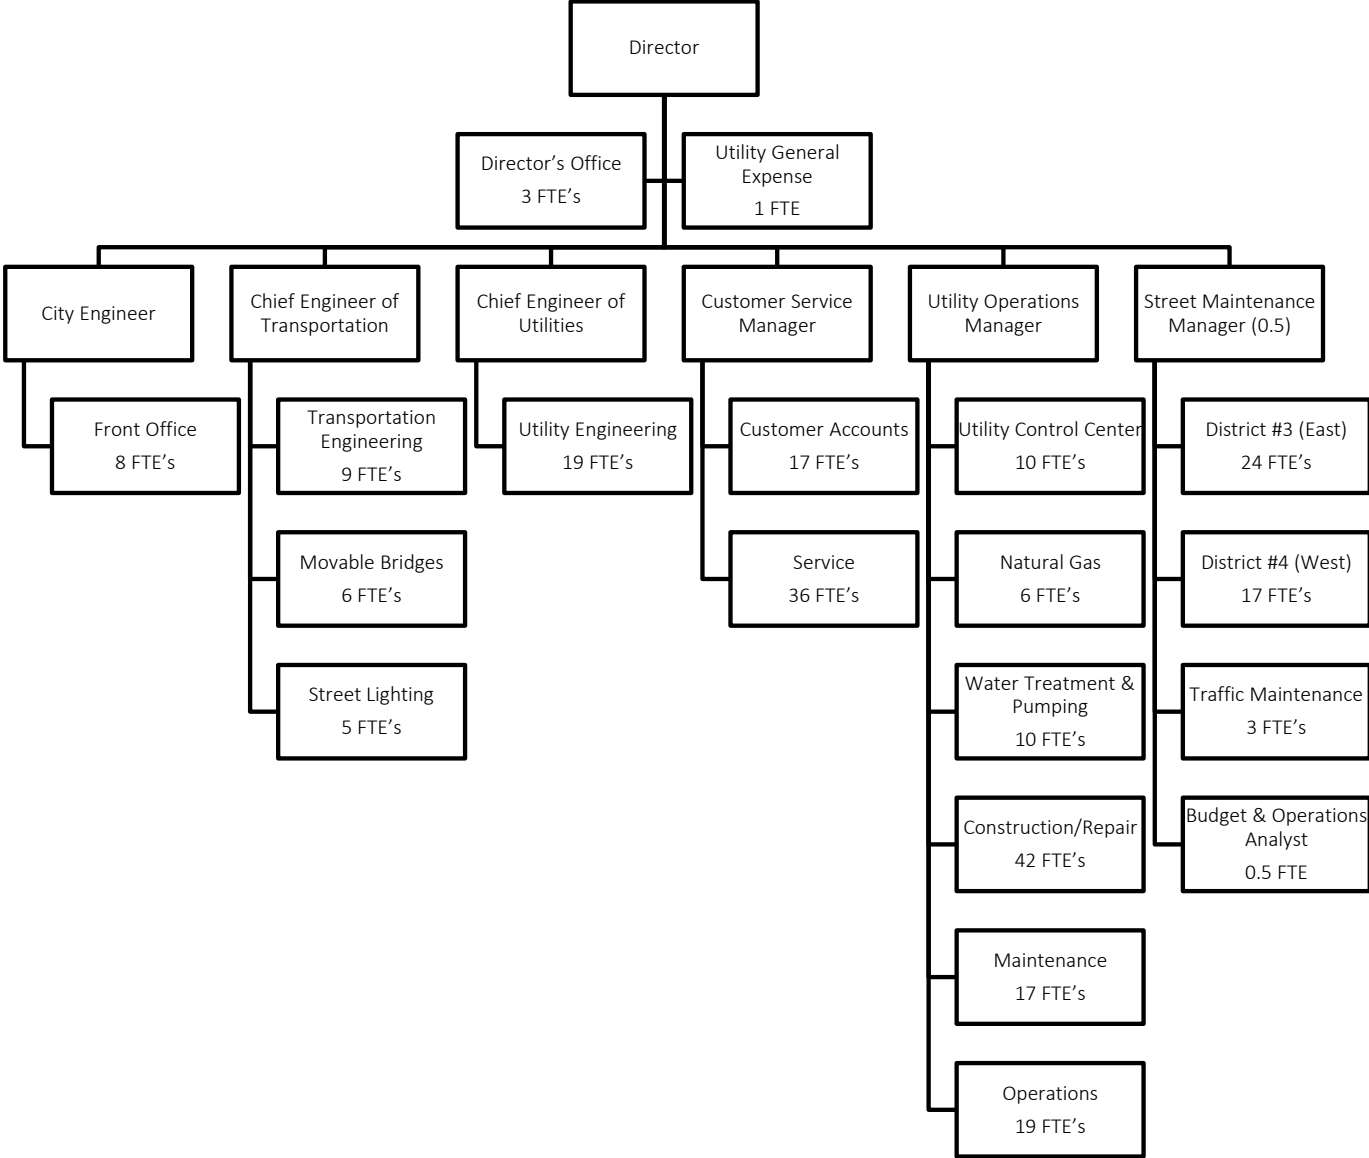 Director
Director’s Office
3 FTE’s
Utility General
Expense
1 FTE
City Engineer
Chief Engineer of
Transportation
Chief Engineer of
Utilities
Customer Service
Manager
Utility Operations
Manager
Street Maintenance
Manager (0.5)
Front Office
8 FTE’s
Transportation
Engineering
9 FTE’s
Utility Engineering
19 FTE’s
Customer Accounts
17 FTE’s
Utility Control Center
10 FTE’s
District #3 (East)
24 FTE’s
Movable Bridges
6 FTE’s
Service
36 FTE’s
Natural Gas
6 FTE’s
District #4 (West)
17 FTE’s
Street Lighting
5 FTE’s
Water Treatment &
Pumping
10 FTE’s
Traffic Maintenance
3 FTE’s
Construction/Repair
42 FTE’s
Budget & Operations
Analyst
0.5 FTE
Maintenance
17 FTE’s
Operations
19 FTE’s